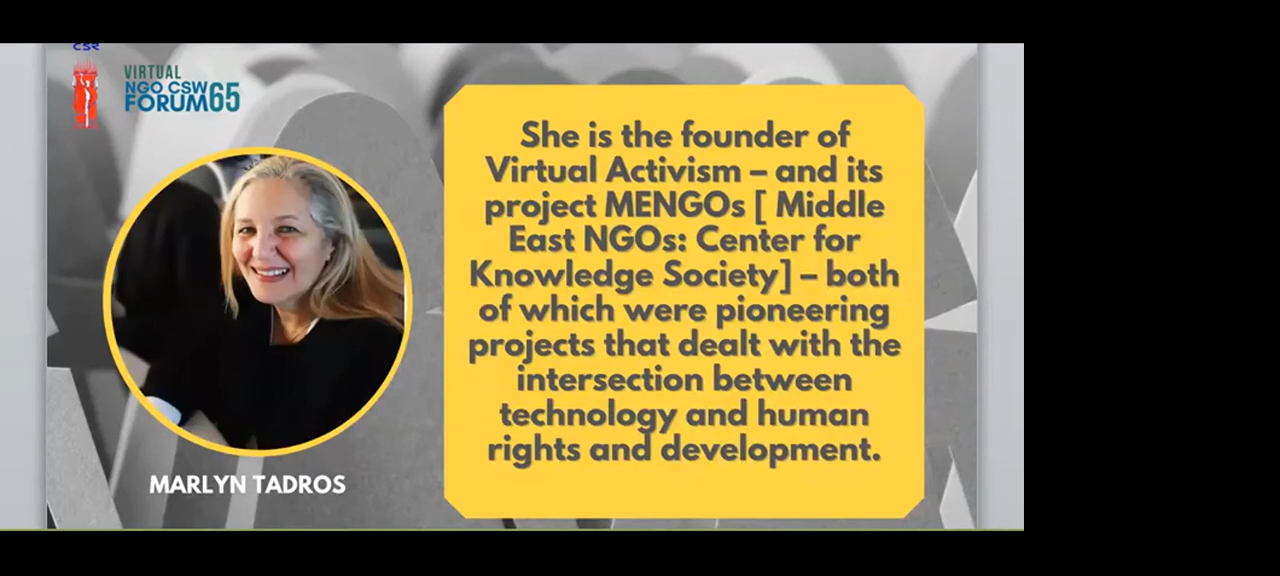 CSR
VIRTUAL
NGO CSW
FORUM65
She is the founder of
Virtual Activism – and its
project MENGOs [ Middle
East NGOs: Center for
Knowledge Society] – both
of which were pioneering
projects that dealt with the
intersection between
technology and human
rights and development.
MARLYN TADROS